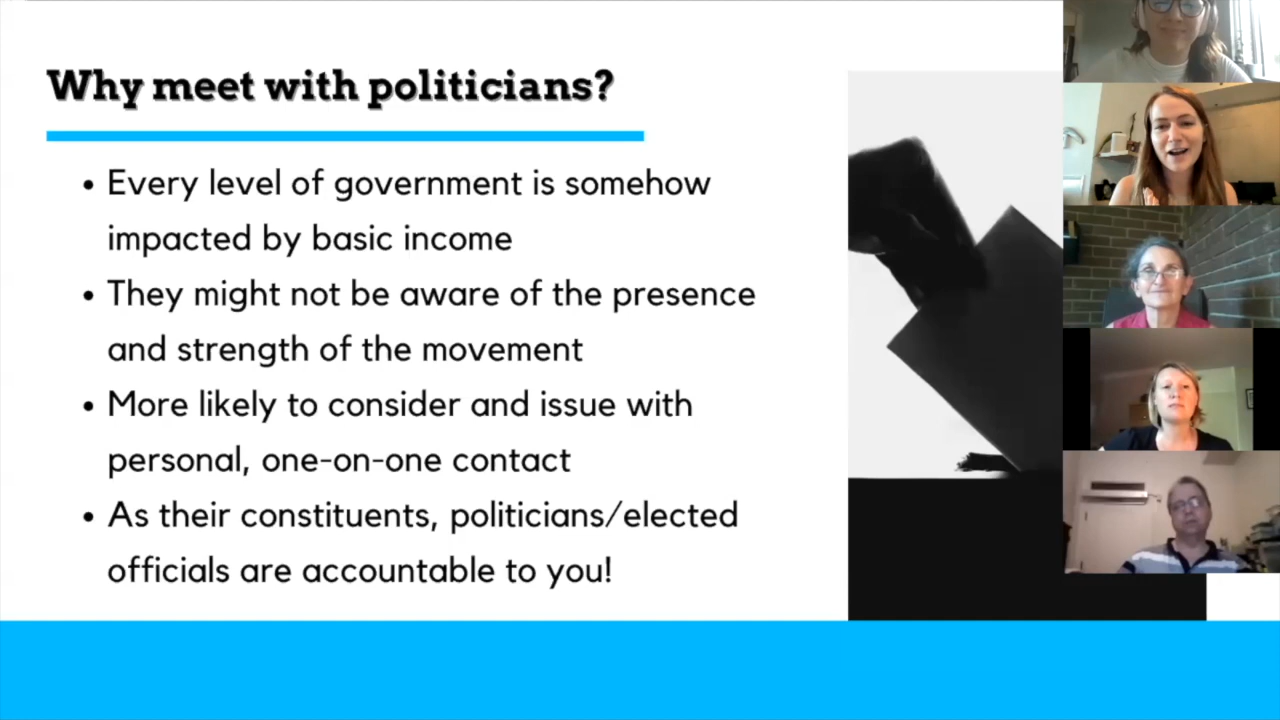 Why meet with politicians?
• Every level of government is somehow
impacted by basic income
• They might not be aware of the presence
and strength of the movement
• More likely to consider and issue with
personal, one-on-one contact
• As their constituents, politicians/elected
officials are accountable to you!